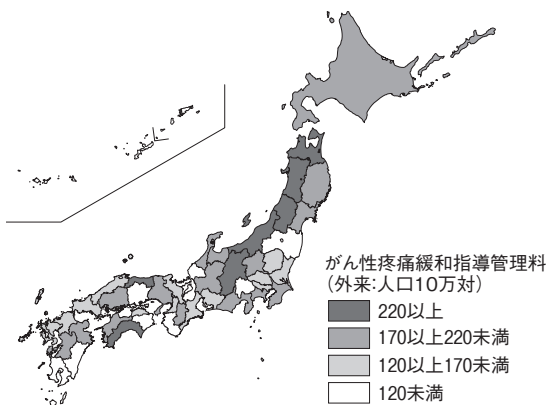 がん性疼痛緩和指導管理料
(外来:人口10万対)
220以上
170以上220未満
120以上170未満
120未満